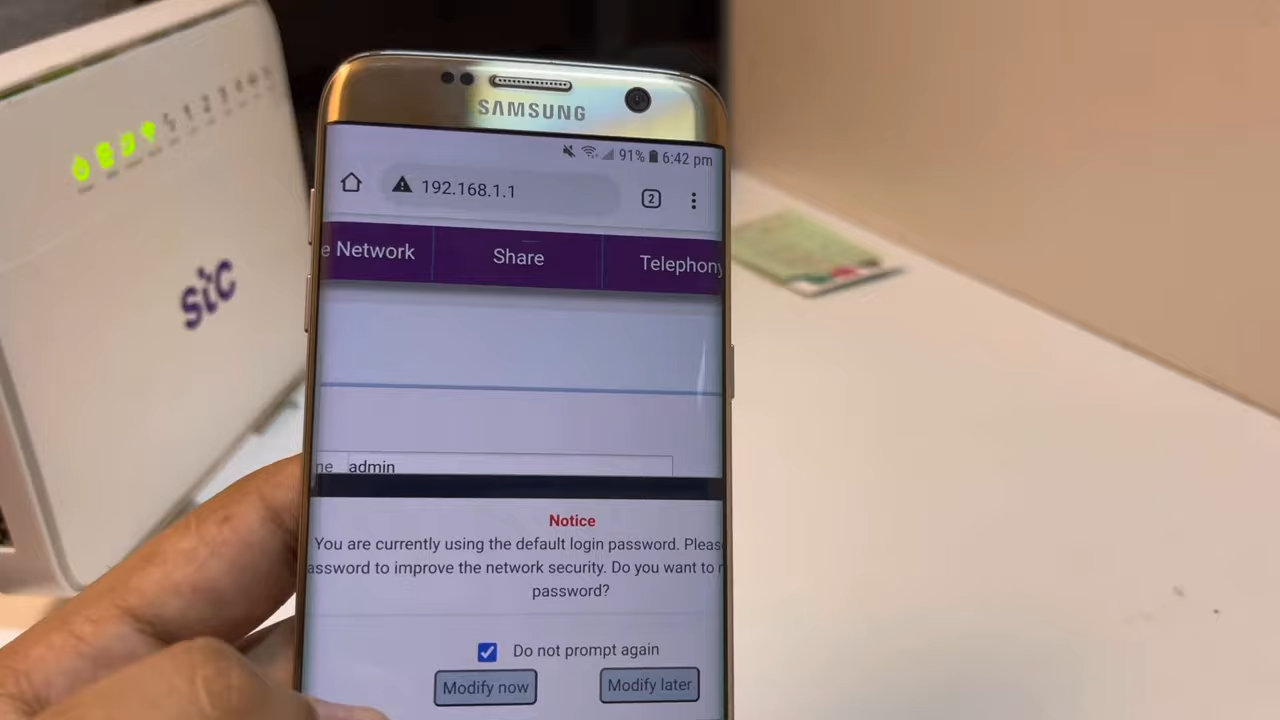 SAMSUNG
91% 6:42 pm
192.168.1.1
2
e Network Share Telephony
stc
ne admin
Notice
You are currently using the default login password. Pleas
assword to improve the network security. Do you want to
password?
Do not prompt again
Modify now Modify later